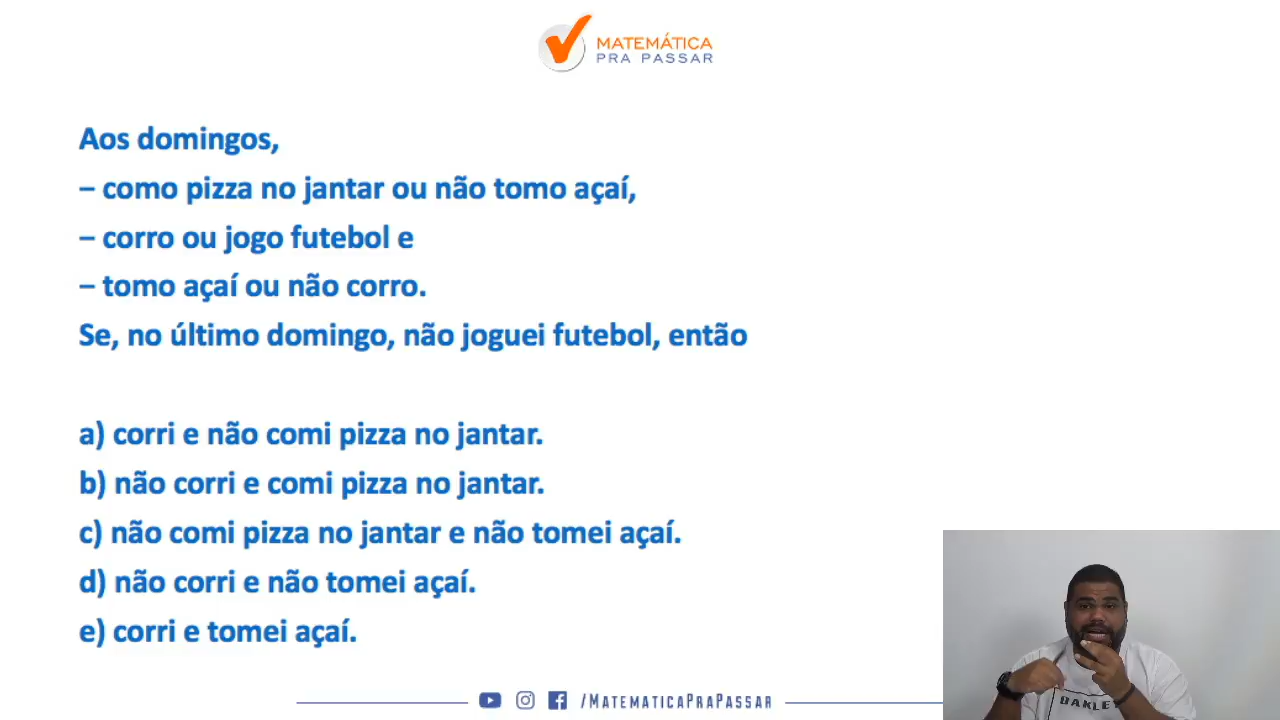 MATEMÁTICA
PRA PASSAR
Aos domingos,
– como pizza no jantar ou não tomo açaí,
– corro ou jogo futebol e
– tomo açaí ou não corro.
Se, no último domingo, não joguei futebol, então
a) corri e não comi pizza no jantar.
b) não corri e comi pizza no jantar.
c) não comi pizza no jantar e não tomei açaí.
d) não corri e não tomei açaí.
e) corri e tomei açaí.
OAKLEY
/MATEMATICAPRAPASSAR